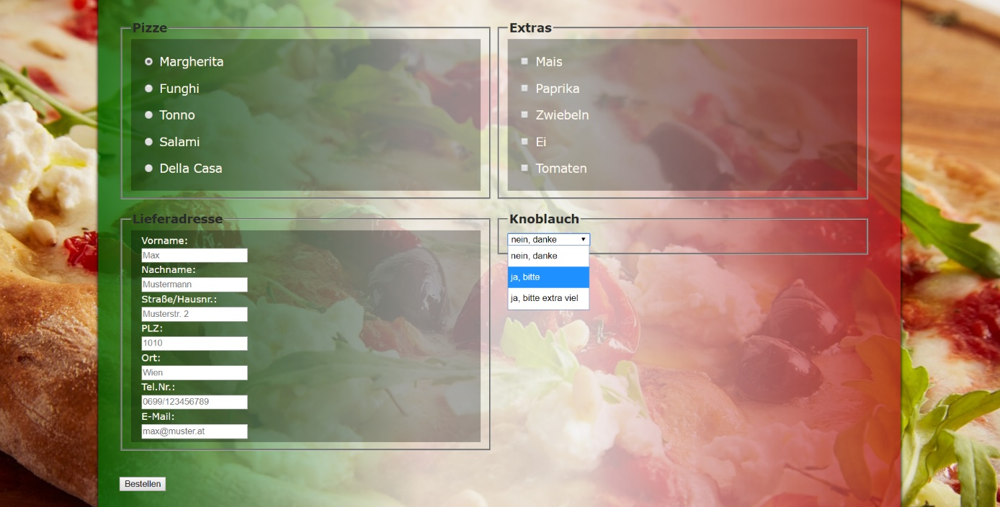 Pizze
Margherita
Funghi
Tonno
Salami
Della Casa
Extras
Mais
Paprika
Zwiebeln
Ei
Tomaten
Lieferadresse
Vorname:
Max
Nachname:
Mustermann
Straße/Hausnr.:
Musterstr. 2
PLZ:
1010
Ort:
Wien
Tel.Nr.:
0699/123456789
E-Mail:
max@muster.at
Knoblauch
nein, danke
nein, danke
ja, bitte
ja, bitte extra viel
Bestellen